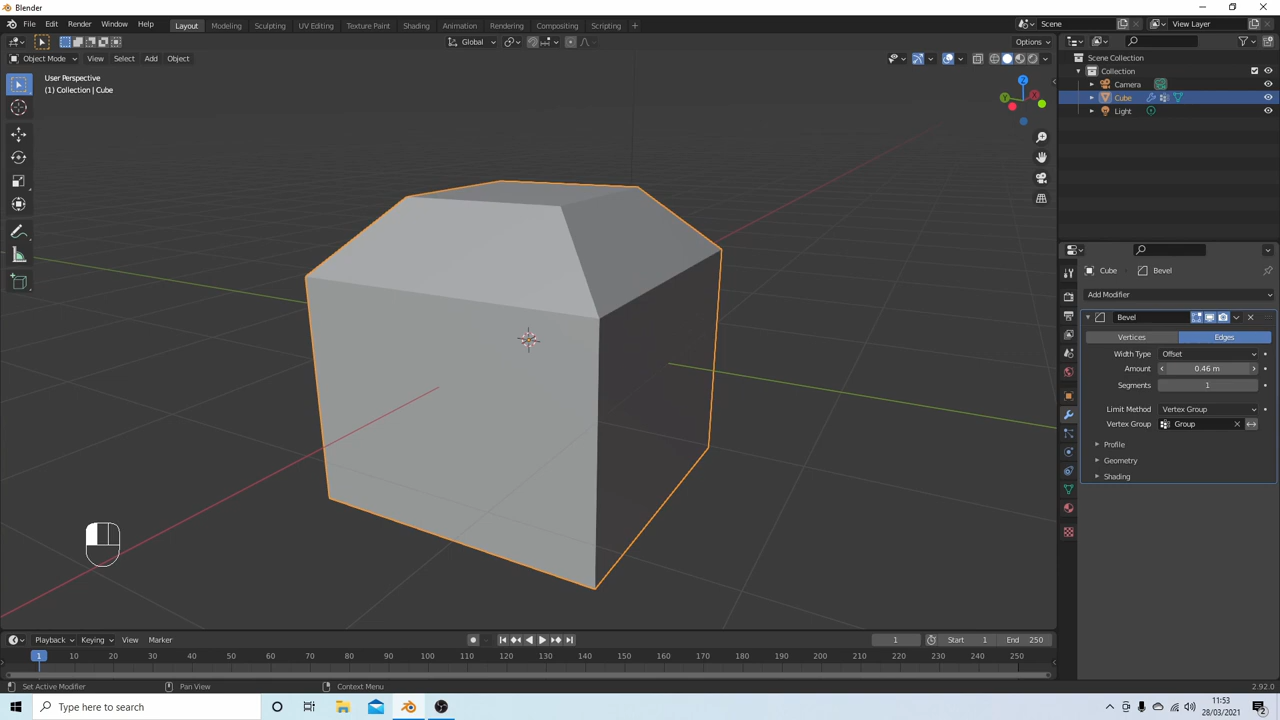 Blender
File Edit Render Window Help
Layout Modeling Sculpting UV Editing Texture Paint Shading Animation Rendering Compositing Scripting +
Scene
View Layer
Global
Options
Object Mode View Select Add Object
User Perspective
(1) Collection | Cube
Z
Y
X
Scene Collection
Collection
Camera
Cube
Light
Cube > Bevel
Add Modifier
Bevel
Vertices Edges
Width Type Offset
Amount 0.46 m
Segments 1
Limit Method Vertex Group
Vertex Group Group
Profile
Geometry
Shading
Playback Keying View Marker
1
Start 1 End 250
1 10 20 30 40 50 60 70 80 90 100 110 120 130 140 150 160 170 180 190 200 210 220 230 240 250
Set Active Modifier Pan View Context Menu
2.92.0
Type here to search
11:53
28/03/2021
2